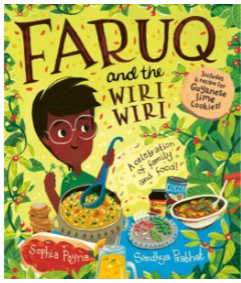 FARUQ
and the
WIRI
WIRI
Includes
a recipe for
Guyanese
lime
Cookies!
A celebration
of family
and food!
COCO
Sophia Payne
Sandhya Prabhat